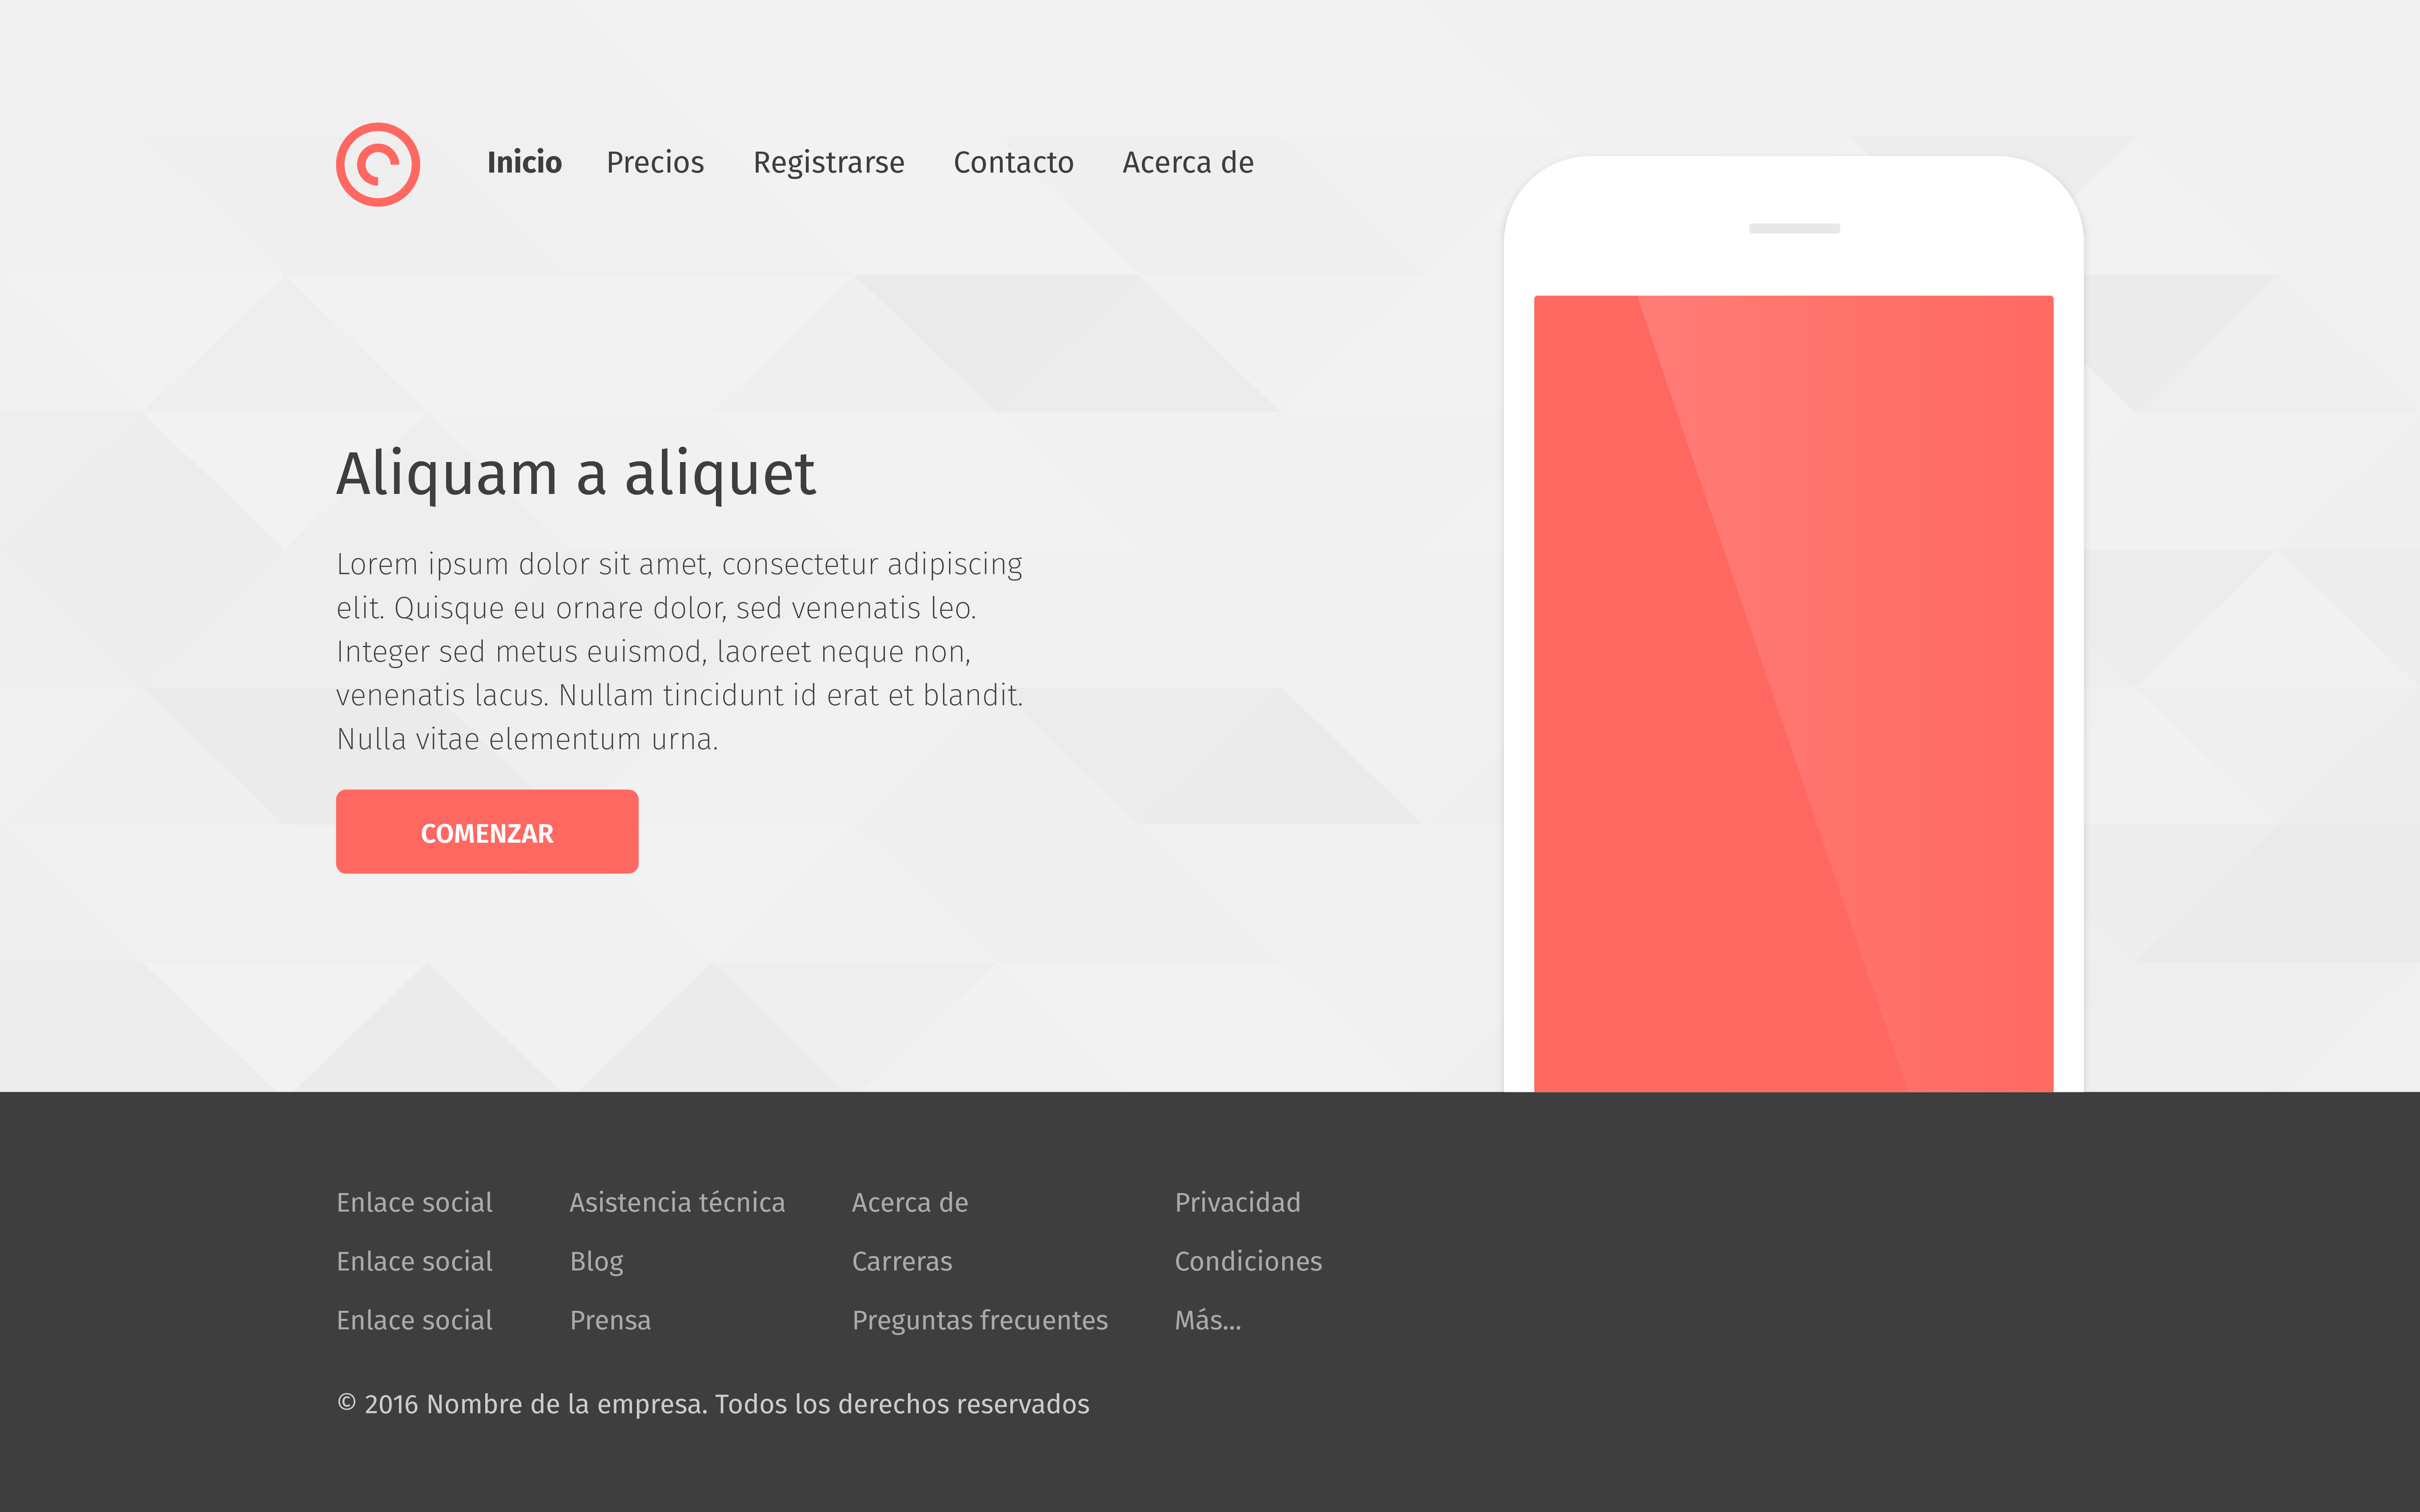 Inicio Precios Registrarse Contacto Acerca de
Aliquam a aliquet
Lorem ipsum dolor sit amet, consectetur adipiscing
elit. Quisque eu ornare dolor, sed venenatis leo.
Integer sed metus euismod, laoreet neque non,
venenatis lacus. Nullam tincidunt id erat et blandit.
Nulla vitae elementum urna.
COMENZAR
Enlace social Asistencia técnica Acerca de Privacidad
Enlace social Blog Carreras Condiciones
Enlace social Prensa Preguntas frecuentes Más...
© 2016 Nombre de la empresa. Todos los derechos reservados